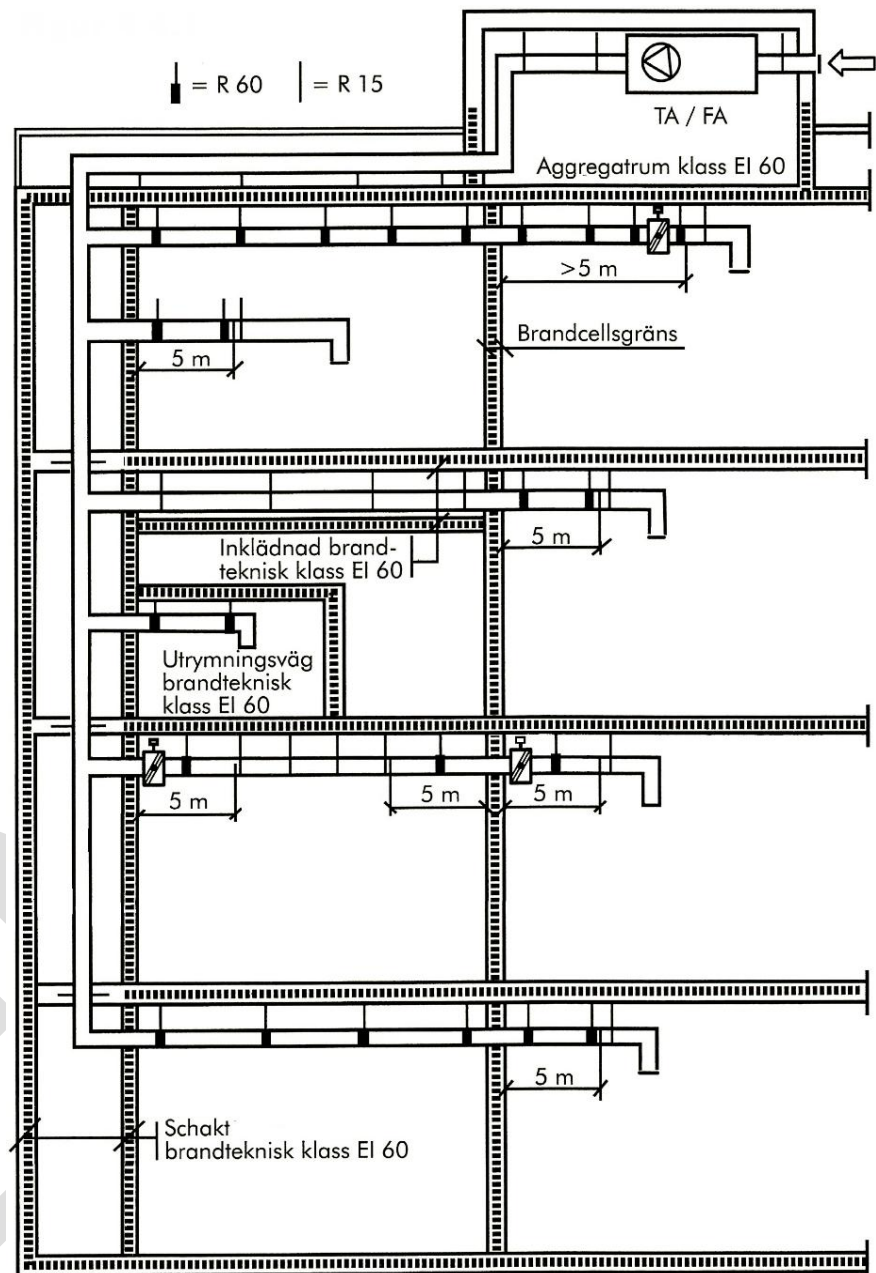 = R 60 | = R 15
TA / FA
Aggregatrum klass EI 60
>5 m
Brandcellsgräns
5 m
Inklädnad brand-
teknisk klass EI 60
5 m
Utrymningsväg
brandteknisk
klass EI 60
5 m
5 m
5 m
5 m
Schakt
brandteknisk klass EI 60